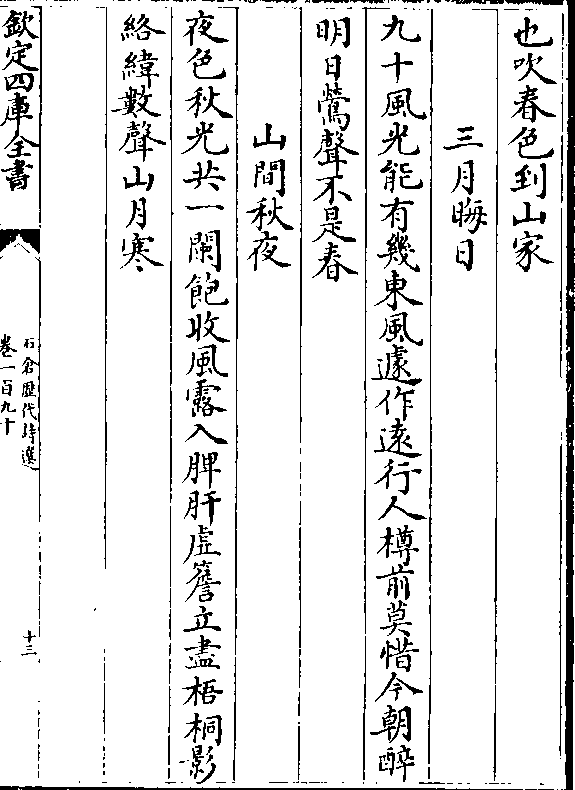 也吹春色到山家
三月晦日
九十風光能有幾東風遽作遠行人樽前莫惜今朝醉
明日鶯聲不是春
山間秋夜
夜色秋光共一闌飽收風露入脾肝虛簷立盡梧桐影
絡緯數聲山月寒
欽定四庫全書
石倉歴代詩選
卷一百九十
十三